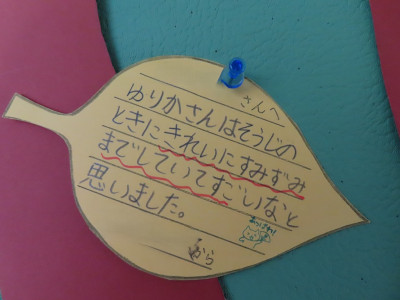 さんへ
ゆりかさんはそうじの
ときにきれいにすみずみ
までしていてすごいなと
思いました。
から